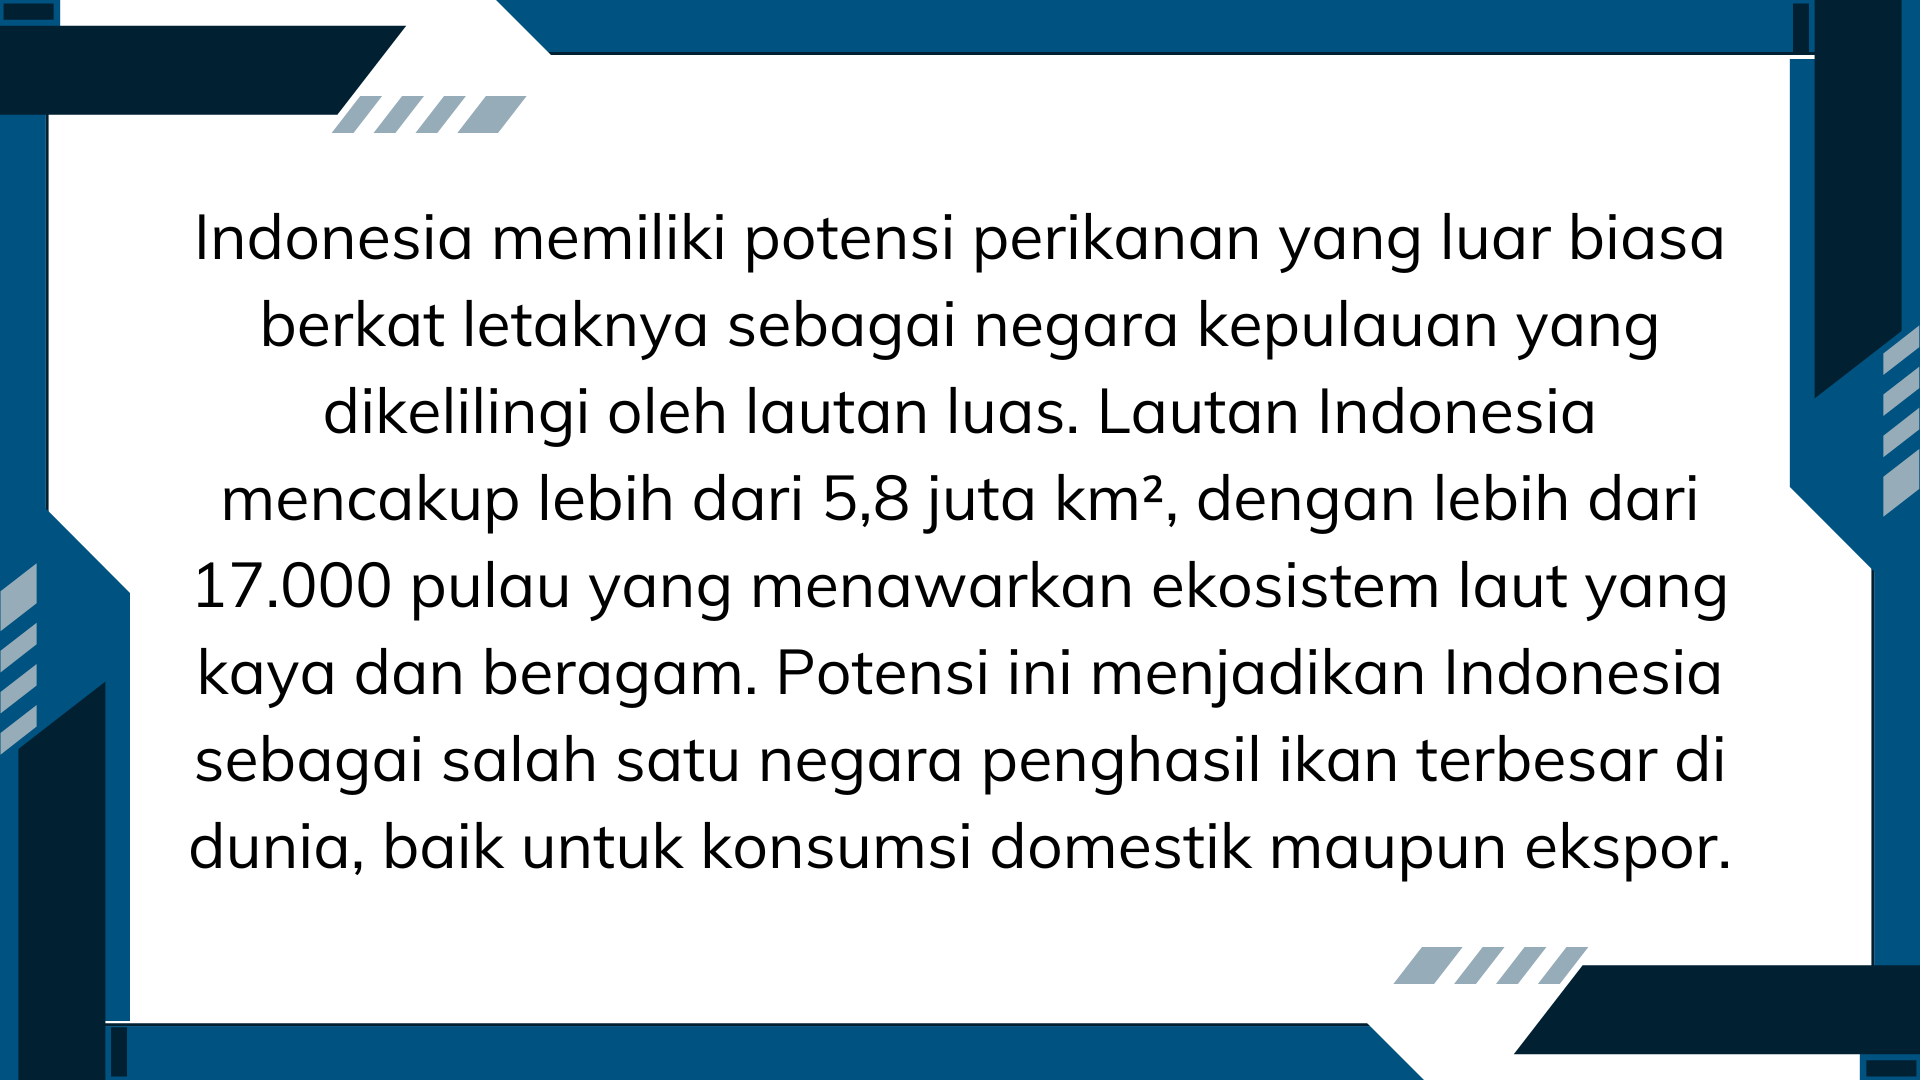 Indonesia memiliki potensi perikanan yang luar biasa
berkat letaknya sebagai negara kepulauan yang
dikelilingi oleh lautan luas. Lautan Indonesia
mencakup lebih dari 5,8 juta km², dengan lebih dari
17.000 pulau yang menawarkan ekosistem laut yang
kaya dan beragam. Potensi ini menjadikan Indonesia
sebagai salah satu negara penghasil ikan terbesar di
dunia, baik untuk konsumsi domestik maupun ekspor.